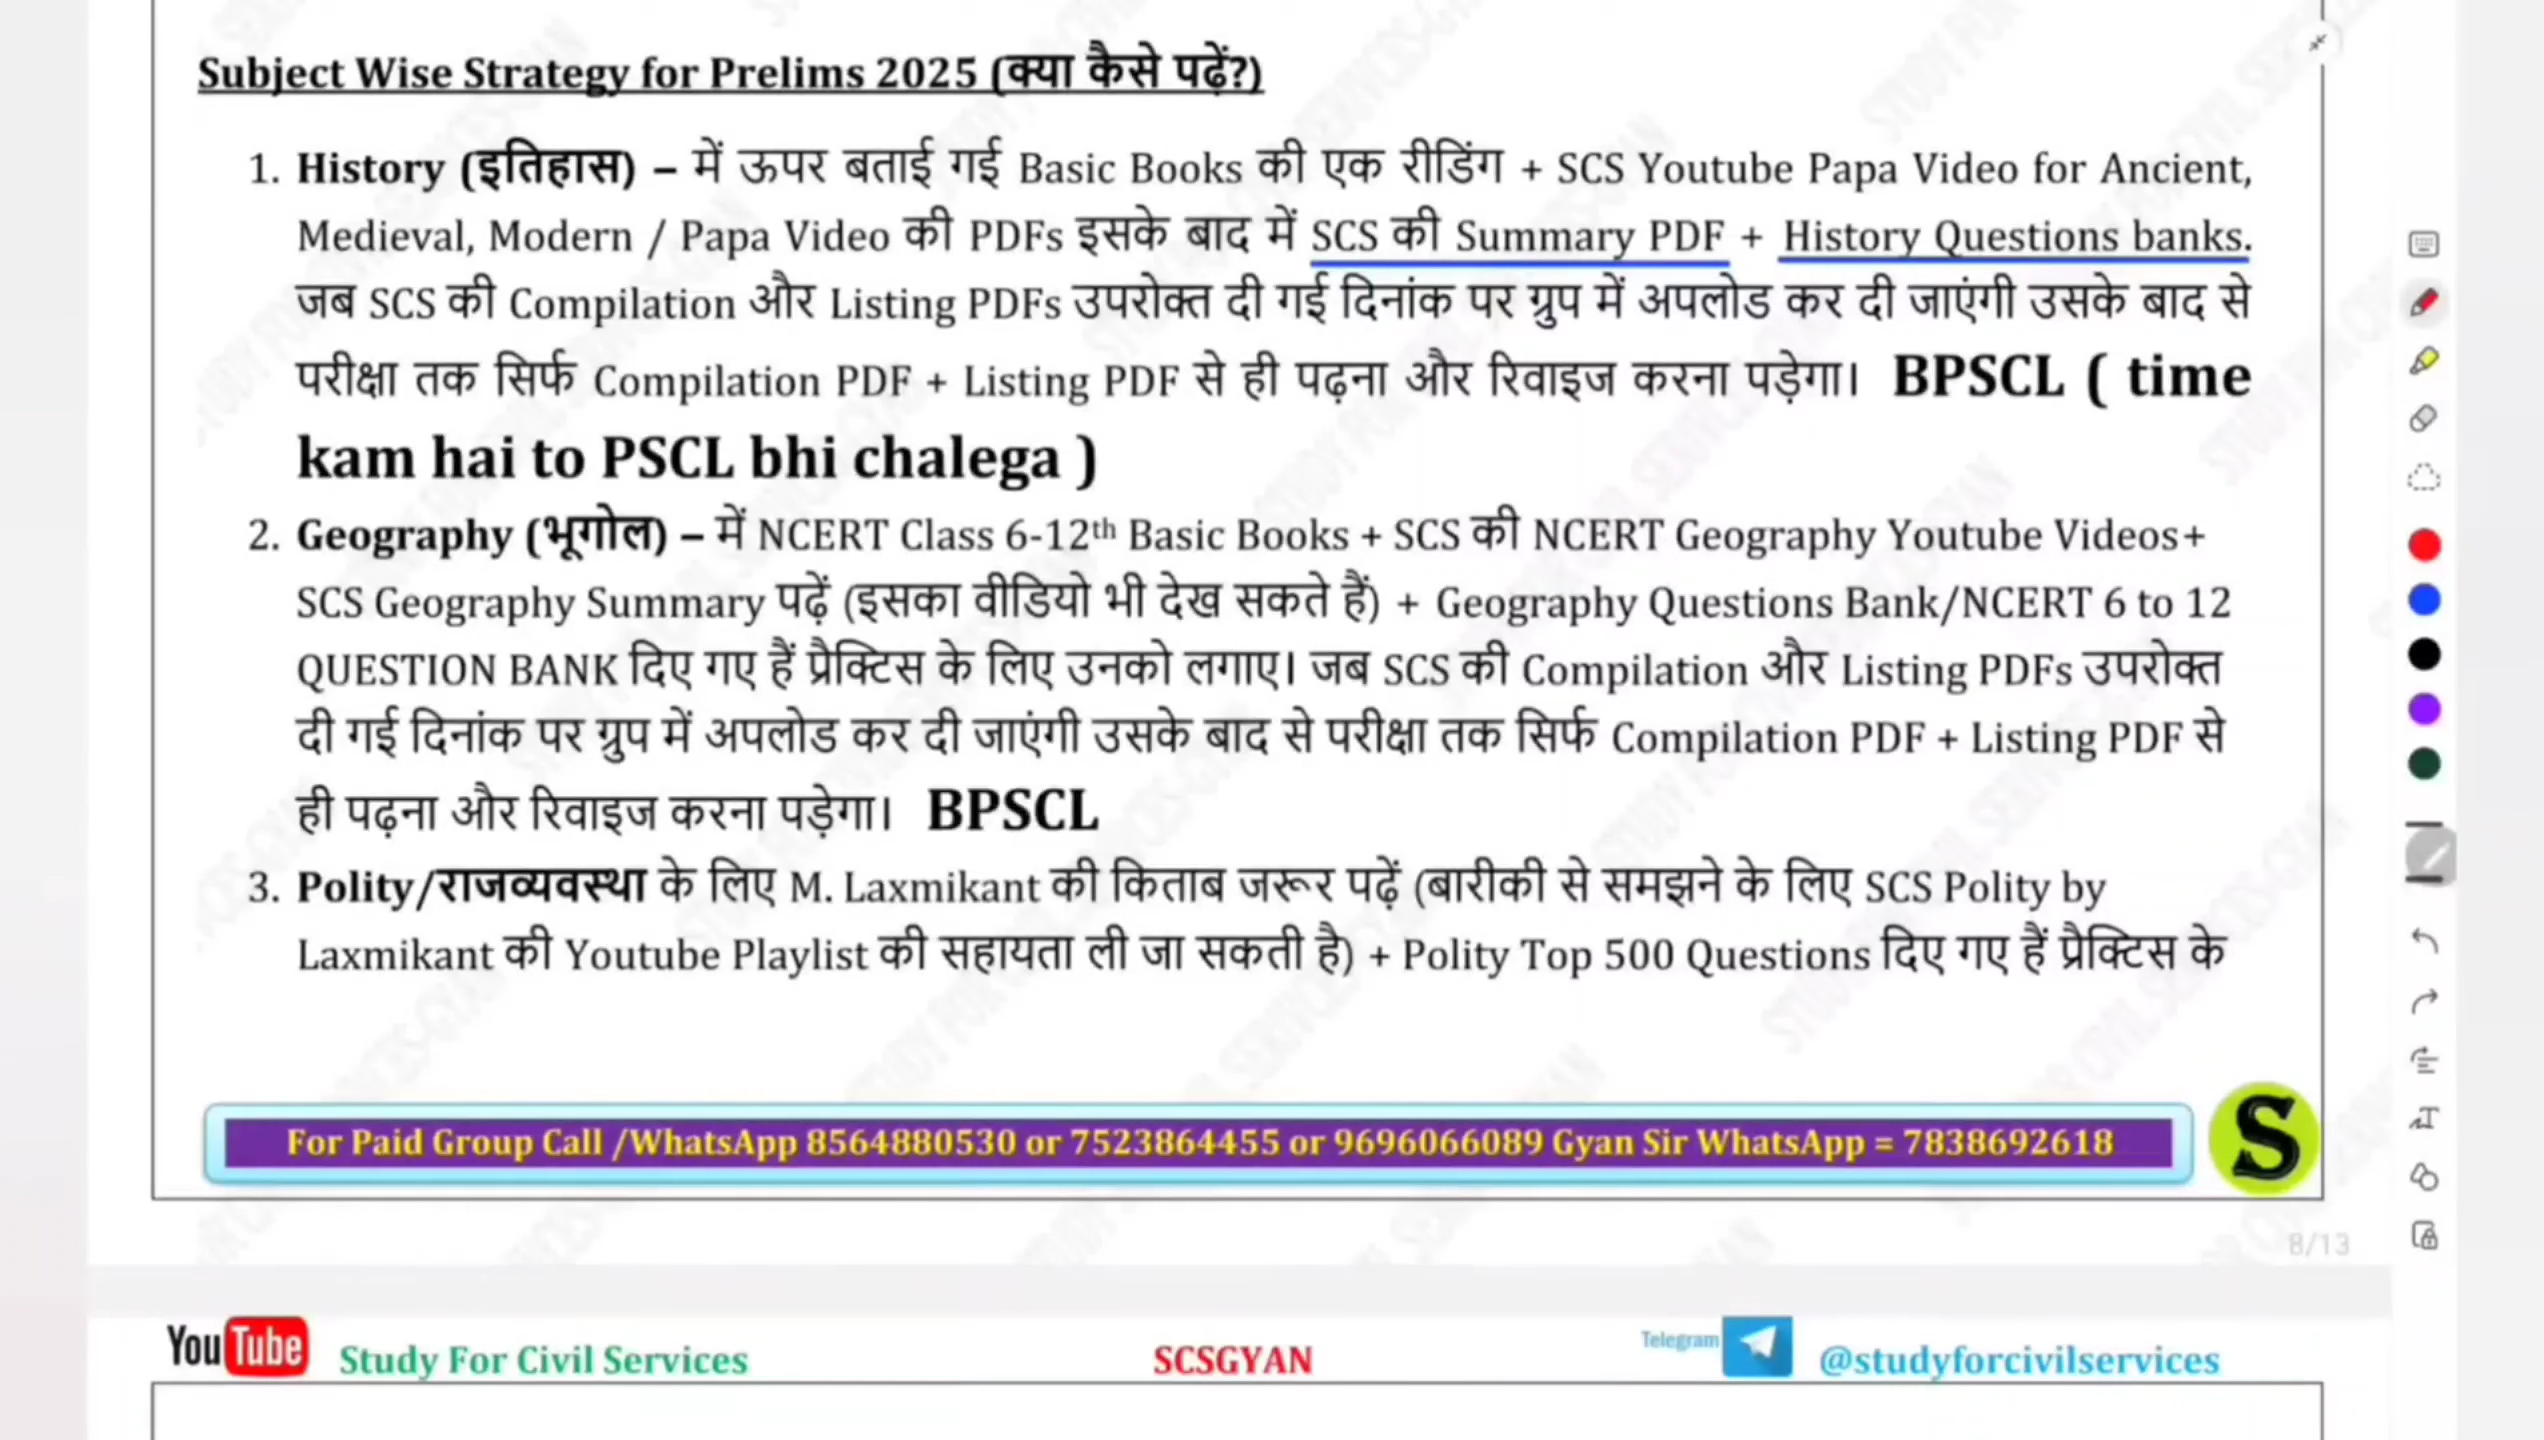 Subject Wise Strategy for Prelims 2025 (क्या कैसे पढ़ें?)
1. History (इतिहास) – में ऊपर बताई गई Basic Books की एक रीडिंग + SCS Youtube Papa Video for Ancient,
Medieval, Modern / Papa Video की PDFs इसके बाद में SCS की Summary PDF + History Questions banks.
जब SCS की Compilation और Listing PDFs उपरोक्त दी गई दिनांक पर ग्रुप में अपलोड कर दी जाएंगी उसके बाद से
परीक्षा तक सिर्फ Compilation PDF + Listing PDF से ही पढ़ना और रिवाइज करना पड़ेगा। BPSCL ( time
kam hai to PSCL bhi chalega )
2. Geography (भूगोल) – में NCERT Class 6-12th Basic Books + SCS की NCERT Geography Youtube Videos+
SCS Geography Summary पढ़ें (इसका वीडियो भी देख सकते हैं) + Geography Questions Bank/NCERT 6 to 12
QUESTION BANK दिए गए हैं प्रैक्टिस के लिए उनको लगाए। जब SCS की Compilation और Listing PDFs उपरोक्त
दी गई दिनांक पर ग्रुप में अपलोड कर दी जाएंगी उसके बाद से परीक्षा तक सिर्फ Compilation PDF + Listing PDF से
ही पढ़ना और रिवाइज करना पड़ेगा। BPSCL
3. Polity/राजव्यवस्था के लिए M. Laxmikant की किताब जरूर पढ़ें (बारीकी से समझने के लिए SCS Polity by
Laxmikant की Youtube Playlist की सहायता ली जा सकती है) + Polity Top 500 Questions दिए गए हैं प्रैक्टिस के
For Paid Group Call /WhatsApp 8564880530 or 7523864455 or 9696066089 Gyan Sir WhatsApp = 7838692618
S
8/13
YouTube Study For Civil Services SCSGYAN Telegram @studyforcivilservices